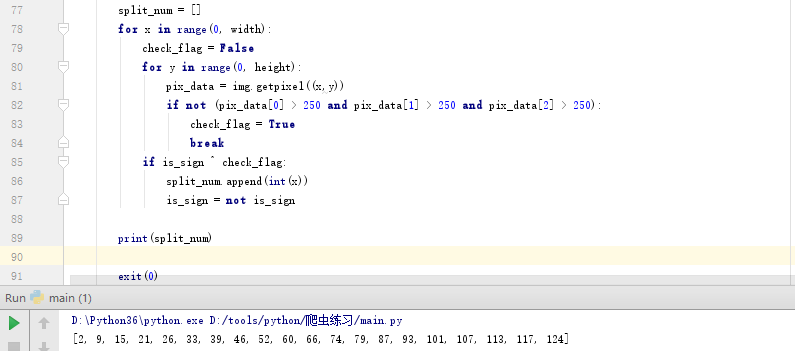 77 split_num = []
78 for x in range(0, width):
79 check_flag = False
80 for y in range(0, height):
81 pix_data = img.getpixel((x,y))
82 if not (pix_data[0] > 250 and pix_data[1] > 250 and pix_data[2] > 250):
83 check_flag = True
84 break
85 if is_sign ^ check_flag:
86 split_num.append(int(x))
87 is_sign = not is_sign
88
89 print(split_num)
90
91 exit(0)
Run main (1)
D:\Python36\python.exe D:/tools/python/爬虫练习/main.py
[2, 9, 15, 21, 26, 33, 39, 46, 52, 60, 66, 74, 79, 87, 93, 101, 107, 113, 117, 124]